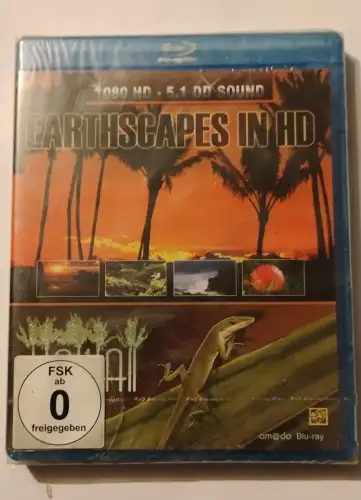 1080 HD - 5.1 DD SOUND
EARTHSCAPES IN HD
HAWAII
FSK
ab
0
freigegeben
om@do Blu-ray